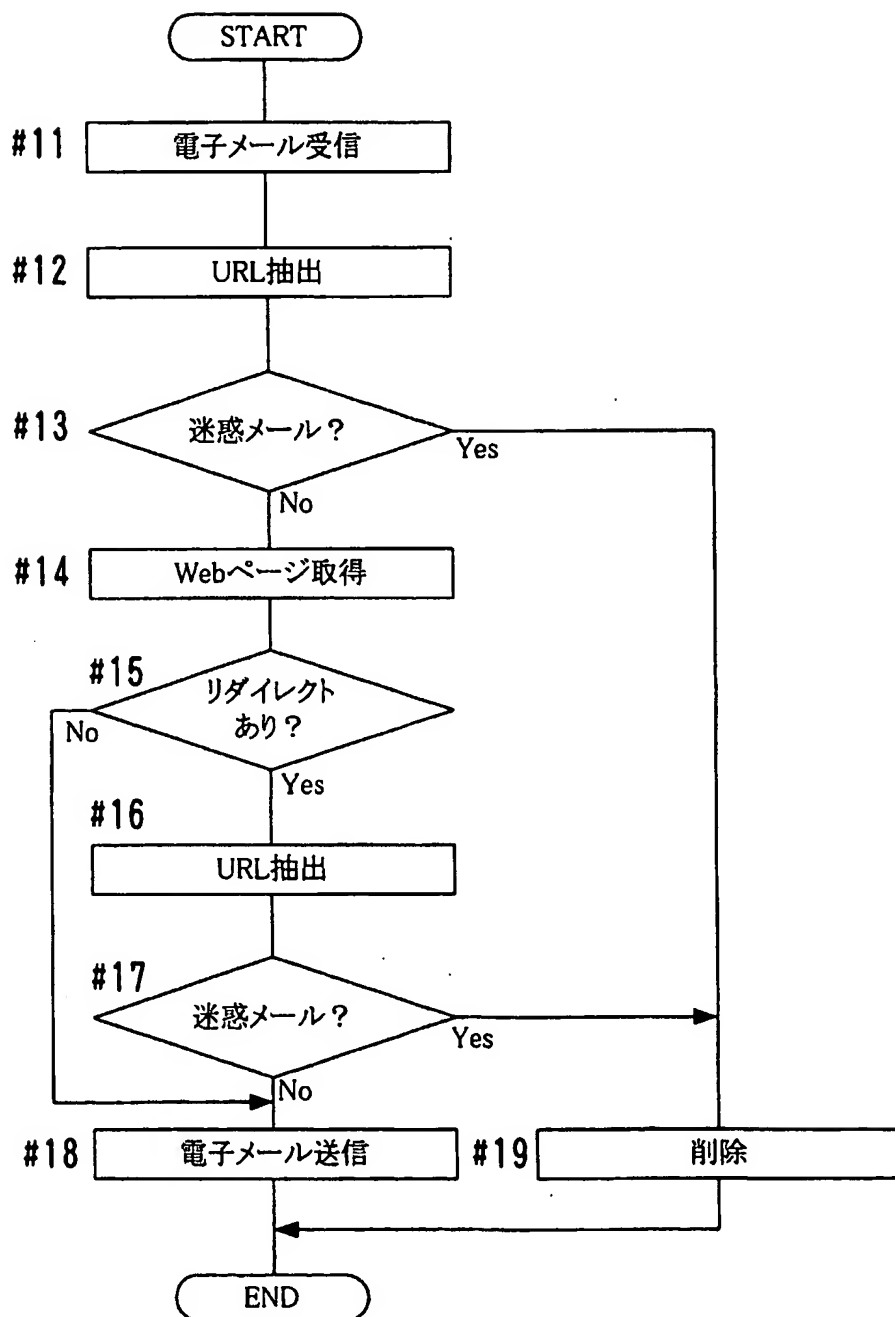 START
#11
電子メール受信
#12
URL抽出
#13
迷惑メール?
Yes
No
#14
Webページ取得
#15
リダイレクト
あり?
No
Yes
#16
URL抽出
#17
迷惑メール?
Yes
No
#18
電子メール送信
#19
削除
END